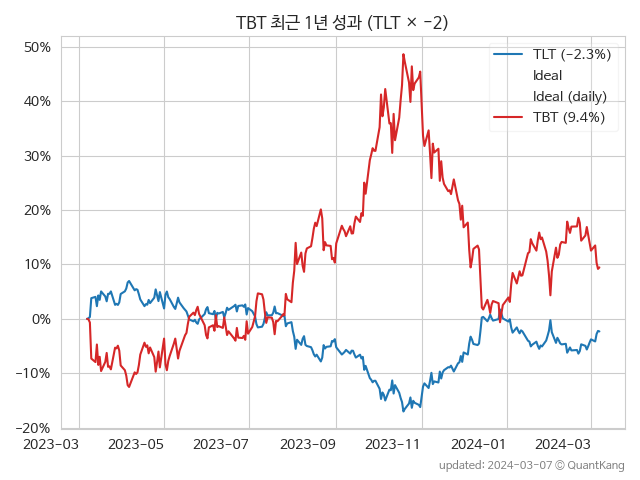 TBT 최근 1년 성과 (TLT × −2)
50%
40%
30%
20%
10%
0%
−10%
−20%
TLT (−2.3%)
Ideal
Ideal (daily)
TBT (9.4%)
2023-03 2023-05 2023-07 2023-09 2023-11 2024-01 2024-03
updated: 2024-03-07 © QuantKang